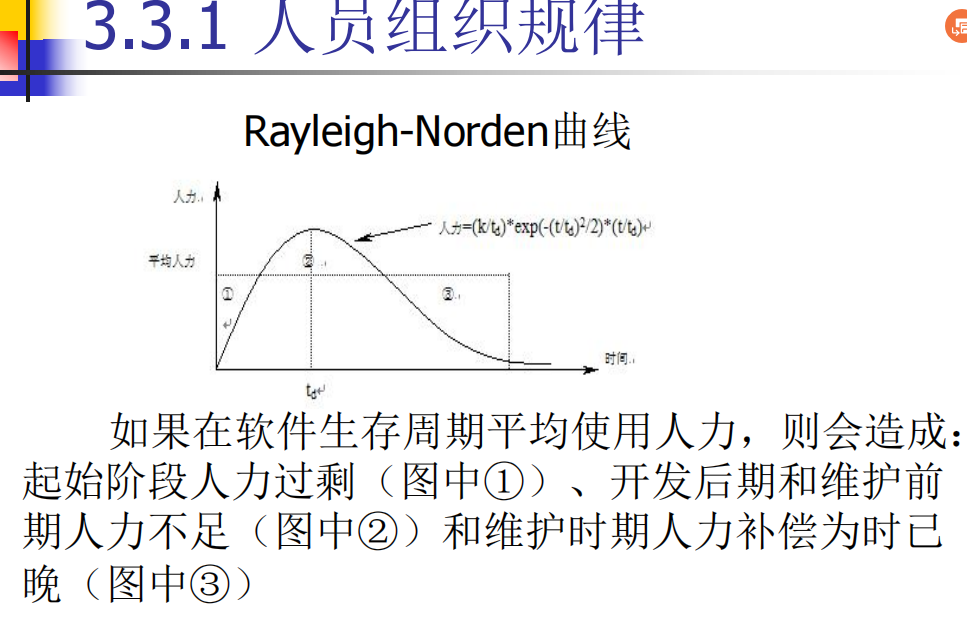 3.3.1 人员组织规律
Rayleigh-Norden曲线
人力
人力=(k/td)*exp(-(t/td)²/2)*(t/td)
平均人力
②
①
③
时间
td
如果在软件生存周期平均使用人力，则会造成：
起始阶段人力过剩（图中①）、开发后期和维护前
期人力不足（图中②）和维护时期人力补偿为时已
晚（图中③）